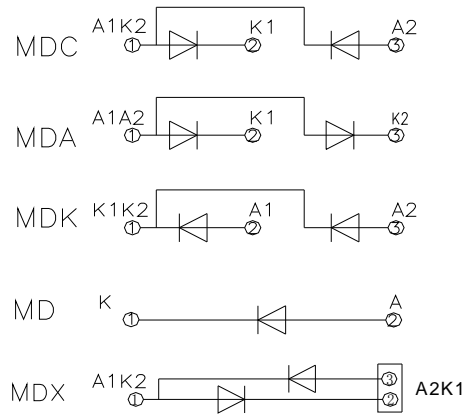 A1K2 K1 A2
MDC 1 2 3
A1A2 K1 K2
MDA 1 2 3
K1K2 A1 A2
MDK 1 2 3
K A
MD 1 2
A1K2 3 A2K1
MDX 1 2